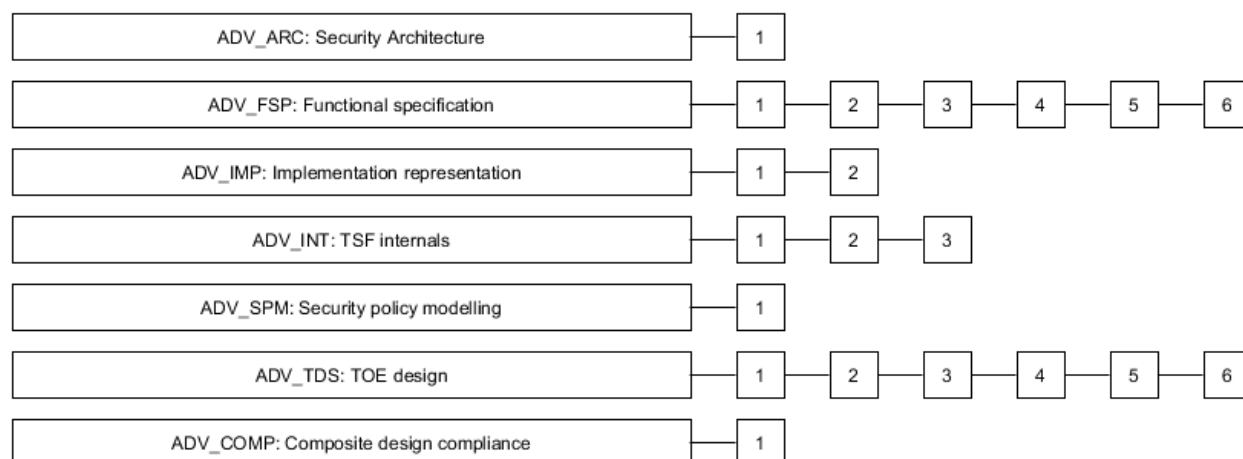 ADV_ARC: Security Architecture 1
ADV_FSP: Functional specification 1 2 3 4 5 6
ADV_IMP: Implementation representation 1 2
ADV_INT: TSF internals 1 2 3
ADV_SPM: Security policy modelling 1
ADV_TDS: TOE design 1 2 3 4 5 6
ADV_COMP: Composite design compliance 1